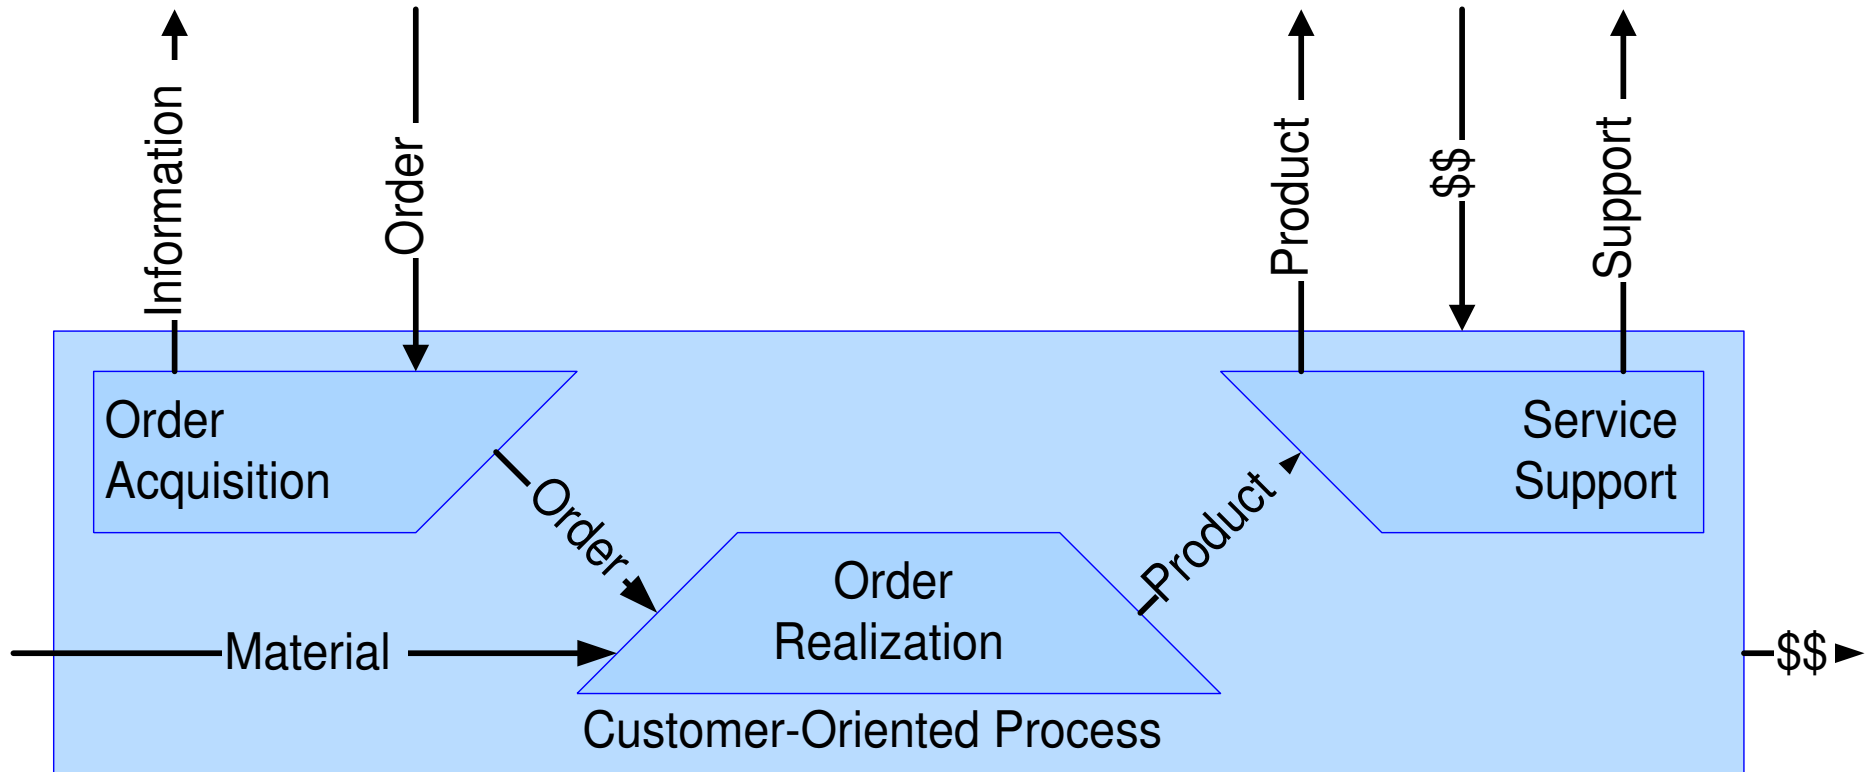 Information
Order
Product
$$
Support
Order
Acquisition
Service
Support
Order
Product
Order
Realization
Material
$$
Customer-Oriented Process